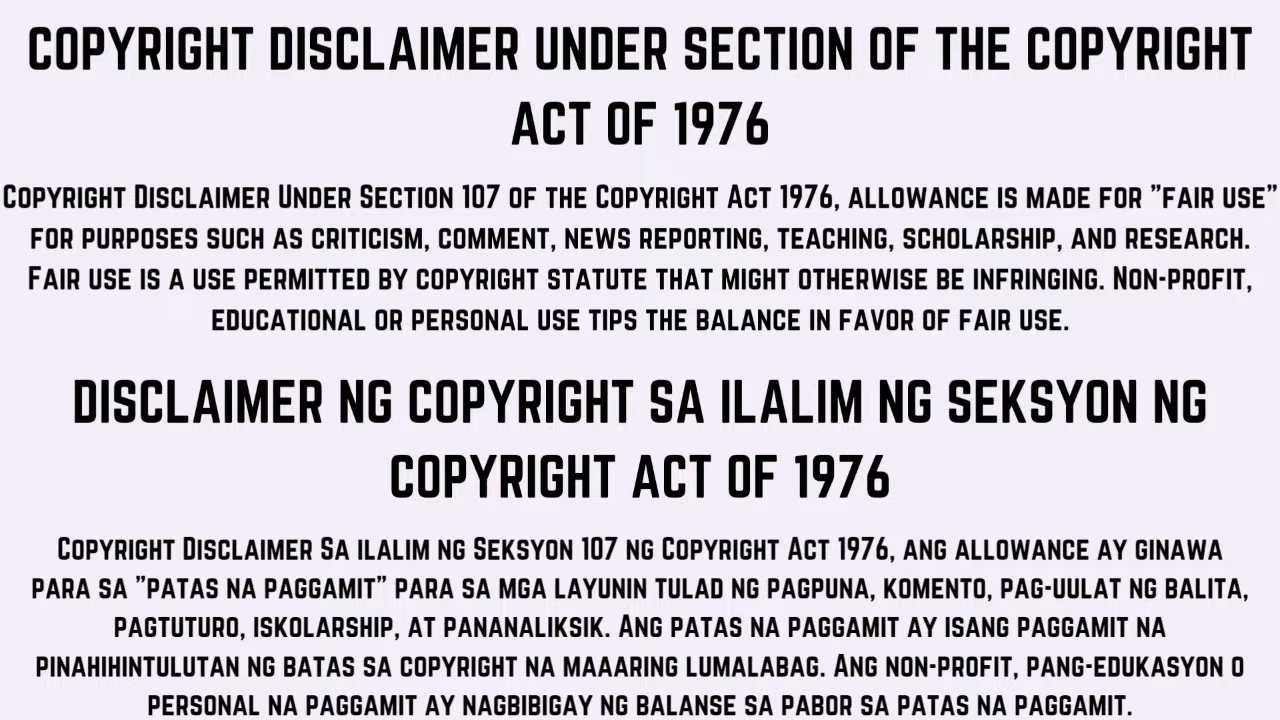 COPYRIGHT DISCLAIMER UNDER SECTION OF THE COPYRIGHT
ACT OF 1976
COPYRIGHT DISCLAIMER UNDER SECTION 107 OF THE COPYRIGHT ACT 1976, ALLOWANCE IS MADE FOR "FAIR USE"
FOR PURPOSES SUCH AS CRITICISM, COMMENT, NEWS REPORTING, TEACHING, SCHOLARSHIP, AND RESEARCH.
FAIR USE IS A USE PERMITTED BY COPYRIGHT STATUTE THAT MIGHT OTHERWISE BE INFRINGING. NON-PROFIT,
EDUCATIONAL OR PERSONAL USE TIPS THE BALANCE IN FAVOR OF FAIR USE.
DISCLAIMER NG COPYRIGHT SA ILALIM NG SEKSYON NG
COPYRIGHT ACT OF 1976
COPYRIGHT DISCLAIMER SA ILALIM NG SEKSYON 107 NG COPYRIGHT ACT 1976, ANG ALLOWANCE AY GINAWA
PARA SA "PATAS NA PAGGAMIT" PARA SA MGA LAYUNIN TULAD NG PAGPUNA, KOMENTO, PAG-UULAT NG BALITA,
PAGTUTURO, ISKOLARSHIP, AT PANANALIKSIK. ANG PATAS NA PAGGAMIT AY ISANG PAGGAMIT NA
PINAHIHINTULUTAN NG BATAS SA COPYRIGHT NA MAAARING LUMALABAG. ANG NON-PROFIT, PANG-EDUKASYON O
PERSONAL NA PAGGAMIT AY NAGBIBIGAY NG BALANSE SA PABOR SA PATAS NA PAGGAMIT.